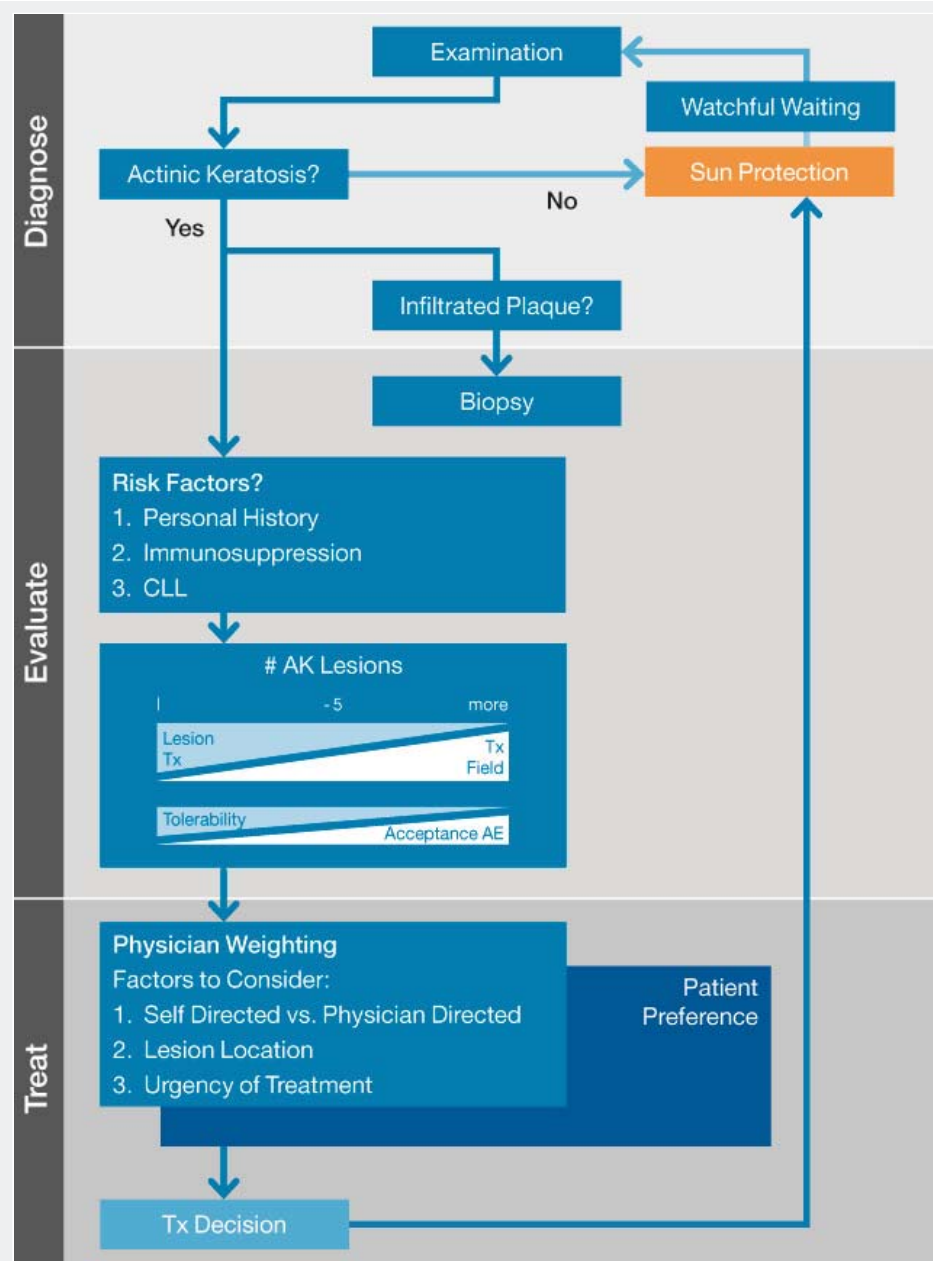 Diagnose
Examination
Watchful Waiting
Actinic Keratosis?
Sun Protection
No
Yes
Infiltrated Plaque?
Evaluate
Biopsy
Risk Factors?
1. Personal History
2. Immunosuppression
3. CLL
# AK Lesions
| - 5 more
Lesion
Tx
Tx
Field
Tolerability
Acceptance AE
Treat
Physician Weighting
Factors to Consider:
1. Self Directed vs. Physician Directed
2. Lesion Location
3. Urgency of Treatment
Patient
Preference
Tx Decision